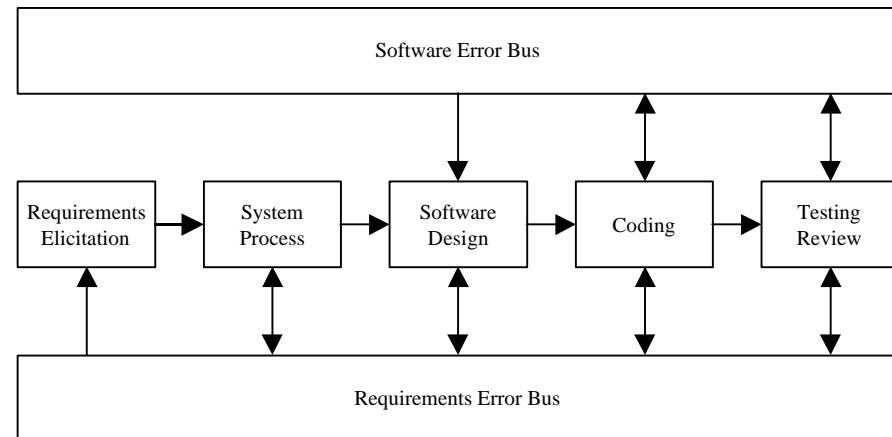 Software Error Bus
Requirements
Elicitation
System
Process
Software
Design
Coding
Testing
Review
Requirements Error Bus